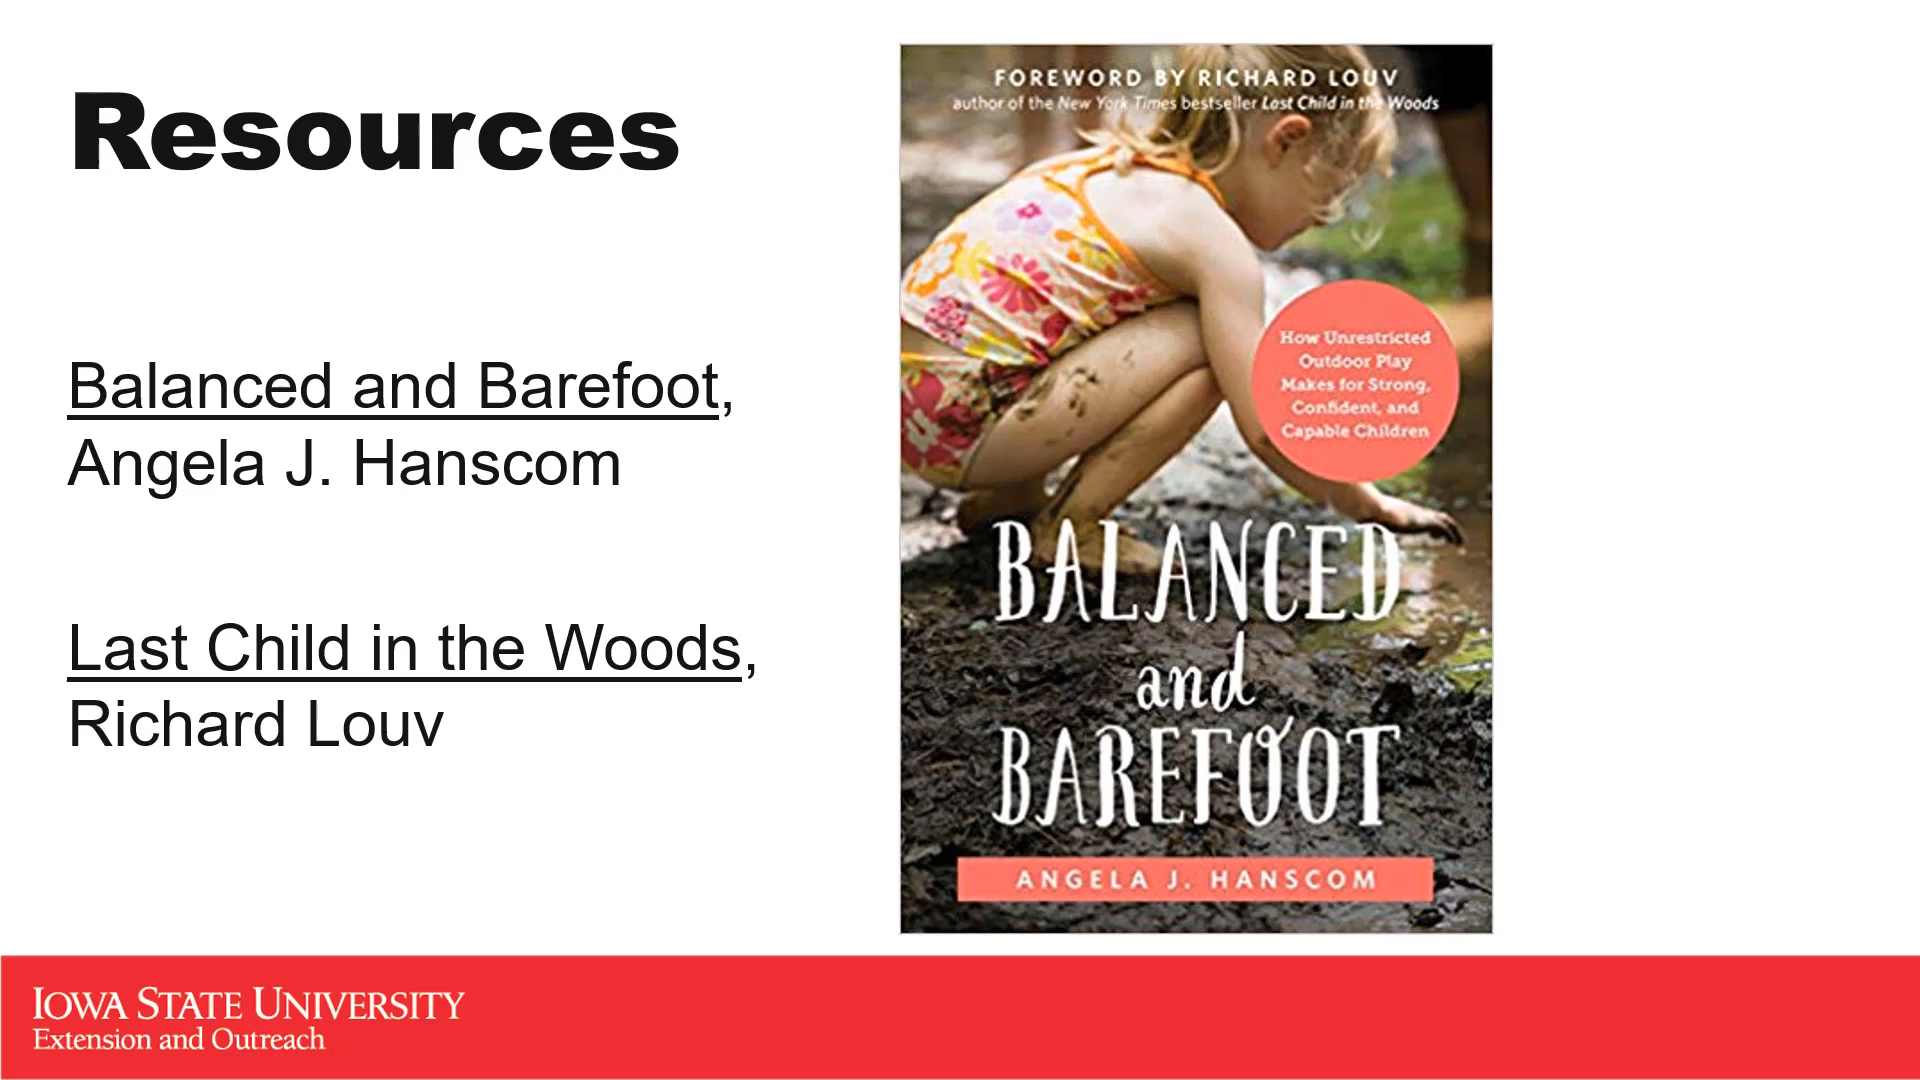 Resources
Balanced and Barefoot,
Angela J. Hanscom
Last Child in the Woods,
Richard Louv
FOREWORD BY RICHARD LOUV
author of the New York Times bestseller Last Child in the Woods
How Unrestricted
Outdoor Play
Makes for Strong,
Confident, and
Capable Children
BALANCED
and
BAREFOOT
ANGELA J. HANSCOM
IOWA STATE UNIVERSITY
Extension and Outreach